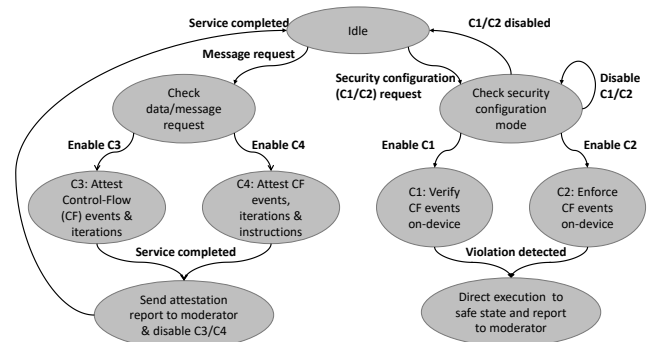 Service completed
Idle
C1/C2 disabled
Message request
Security configuration
(C1/C2) request
Check
data/message
request
Check security
configuration
mode
Disable
C1/C2
Enable C3
Enable C4
Enable C1
Enable C2
C3: Attest
Control-Flow
(CF) events &
iterations
C4: Attest CF
events,
iterations &
instructions
C1: Verify
CF events
on-device
C2: Enforce
CF events
on-device
Service completed
Violation detected
Send attestation
report to moderator
& disable C3/C4
Direct execution to
safe state and report
to moderator